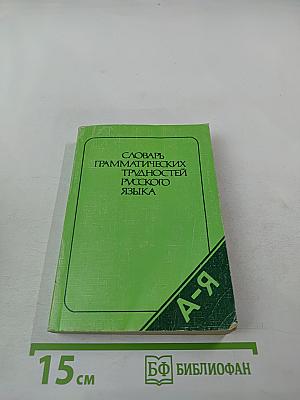 СЛОВАРЬ
ГРАММАТИЧЕСКИХ
ТРУДНОСТЕЙ
РУССКОГО
ЯЗЫКА
А-Я
15 см
БФ БИБЛИОФАН